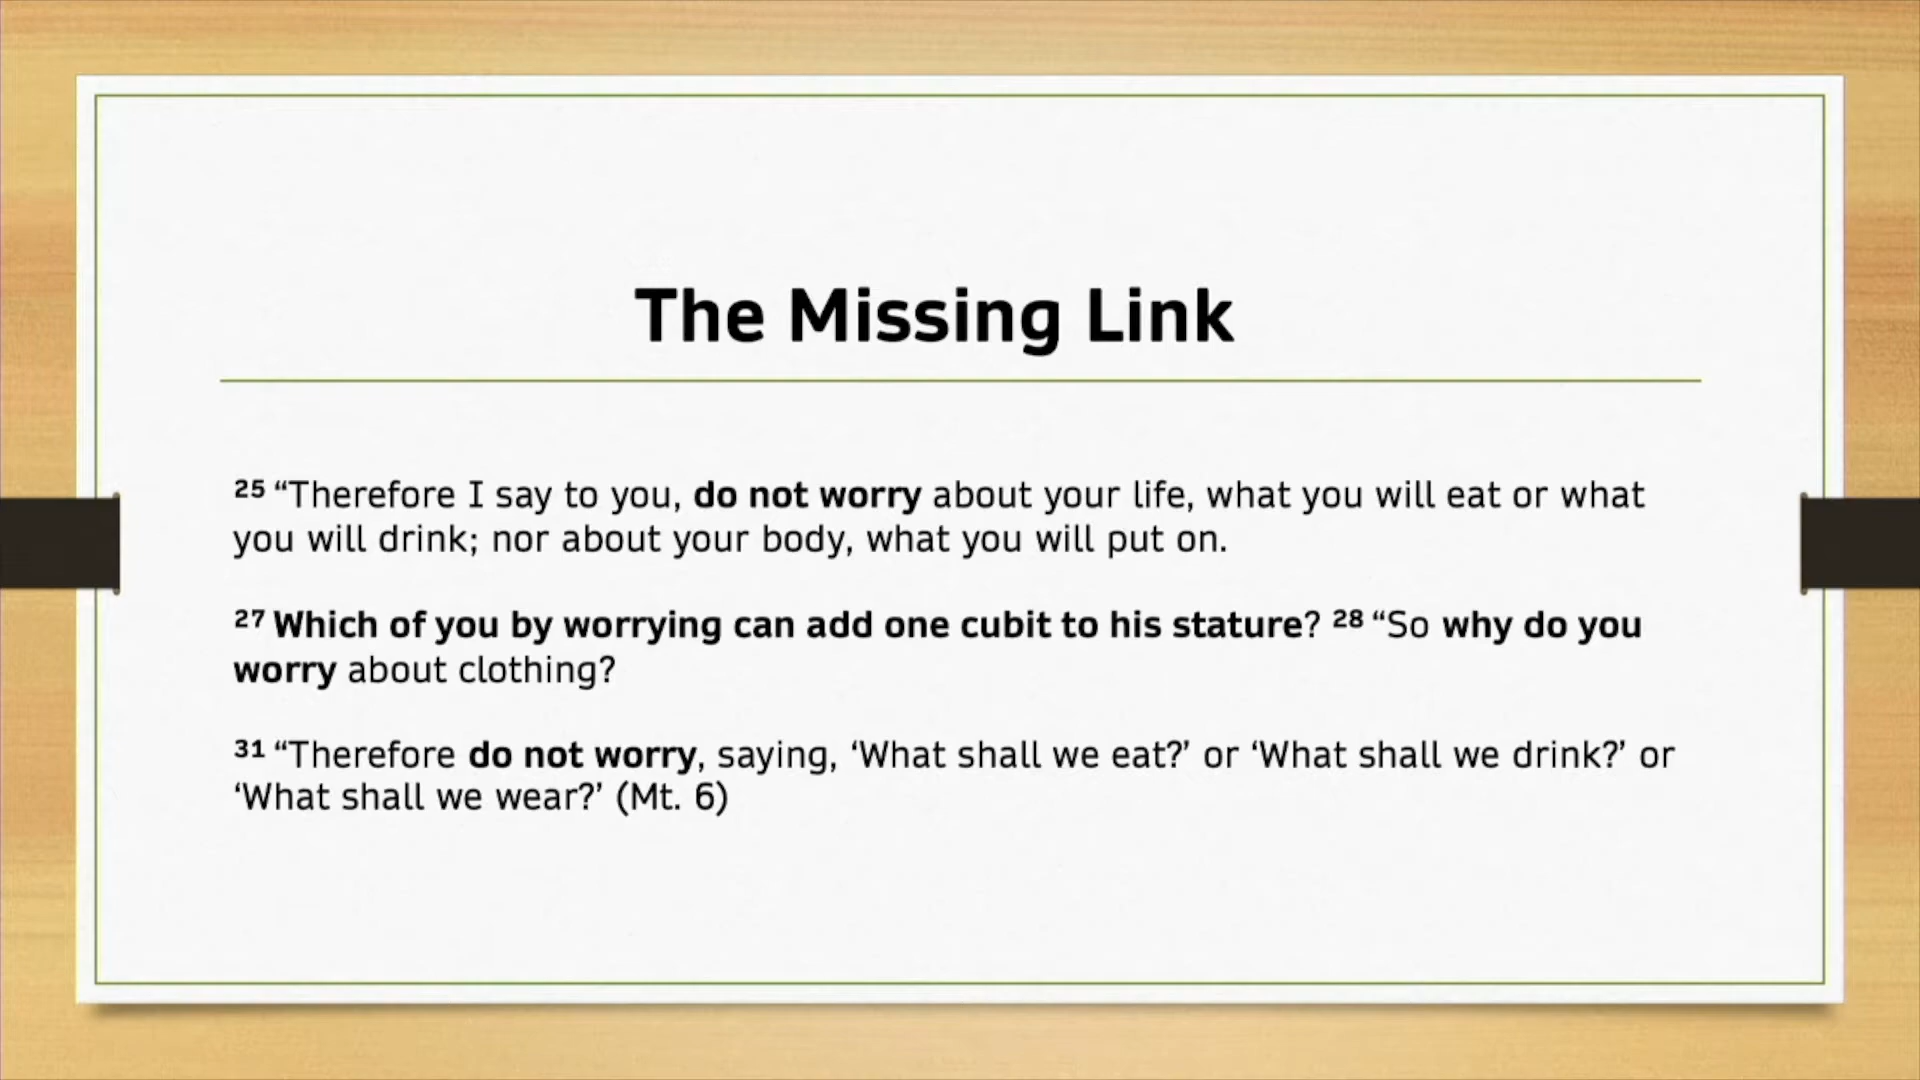 The Missing Link
25 “Therefore I say to you, do not worry about your life, what you will eat or what
you will drink; nor about your body, what you will put on.
27 Which of you by worrying can add one cubit to his stature? 28 “So why do you
worry about clothing?
31 “Therefore do not worry, saying, ‘What shall we eat?’ or ‘What shall we drink?’ or
‘What shall we wear?’ (Mt. 6)